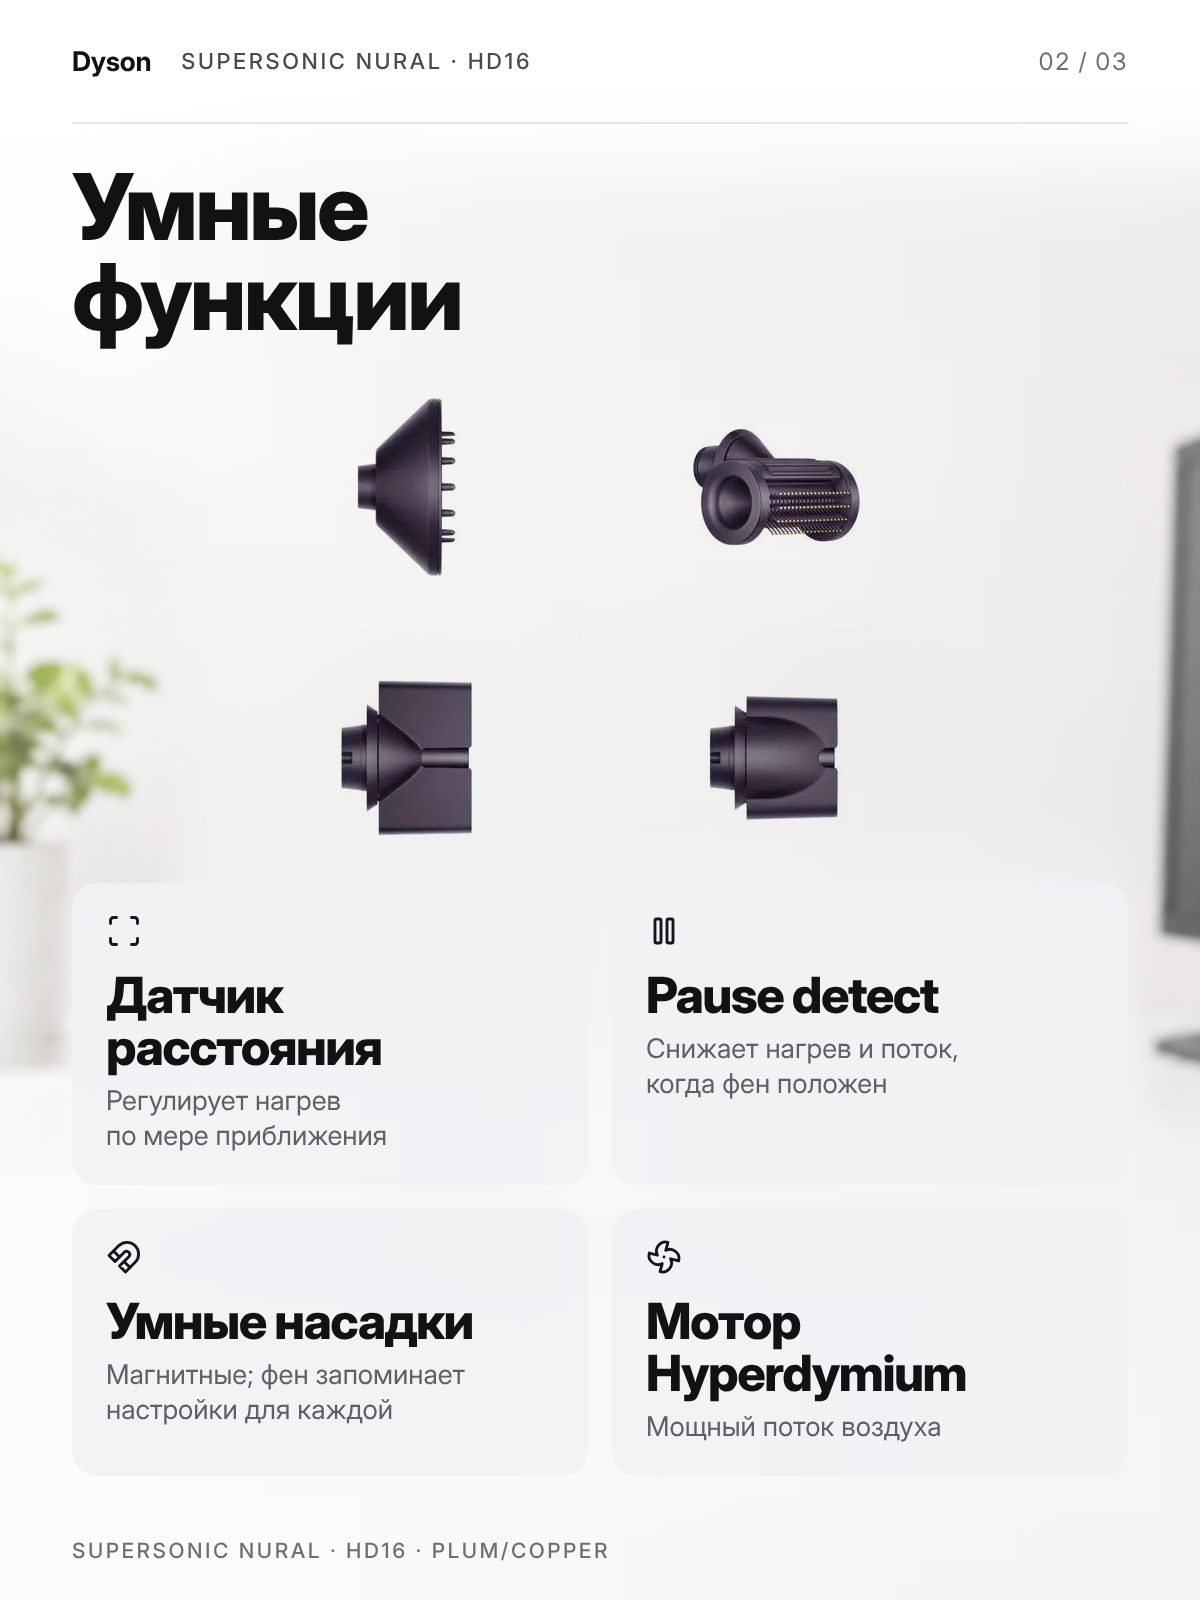 Dyson SUPERSONIC NURAL · HD16 02 / 03
Умные
функции
Датчик
расстояния
Регулирует нагрев
по мере приближения
Pause detect
Снижает нагрев и поток,
когда фен положен
Умные насадки
Магнитные; фен запоминает
настройки для каждой
Мотор
Hyperdymium
Мощный поток воздуха
SUPERSONIC NURAL · HD16 · PLUM/COPPER